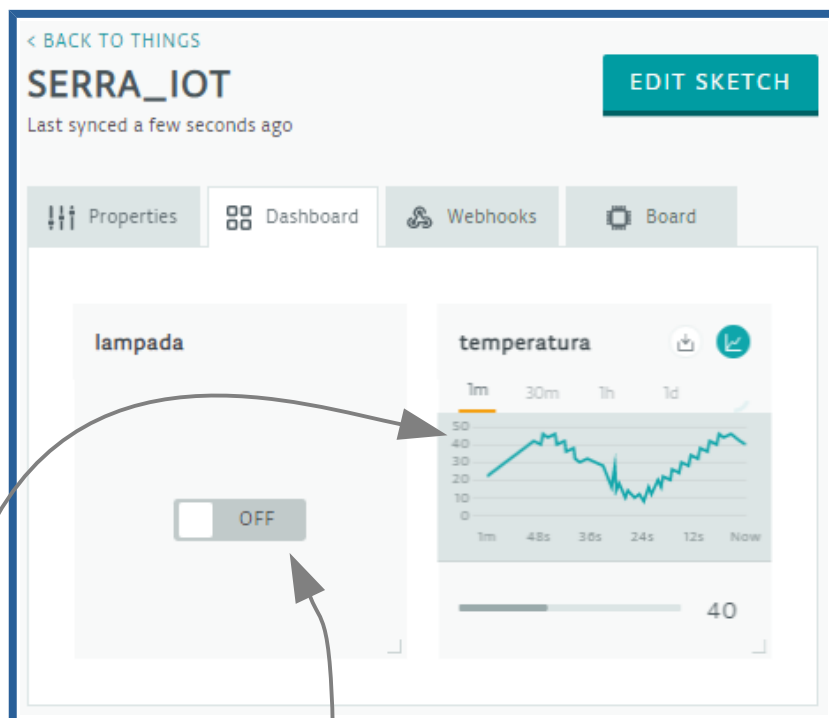 < BACK TO THINGS
SERRA_IOT
EDIT SKETCH
Last synced a few seconds ago
Properties
Dashboard
Webhooks
Board
lampada
temperatura
1m 30m 1h 1d
50
40
30
20
10
0
1m 48s 36s 24s 12s Now
OFF
40